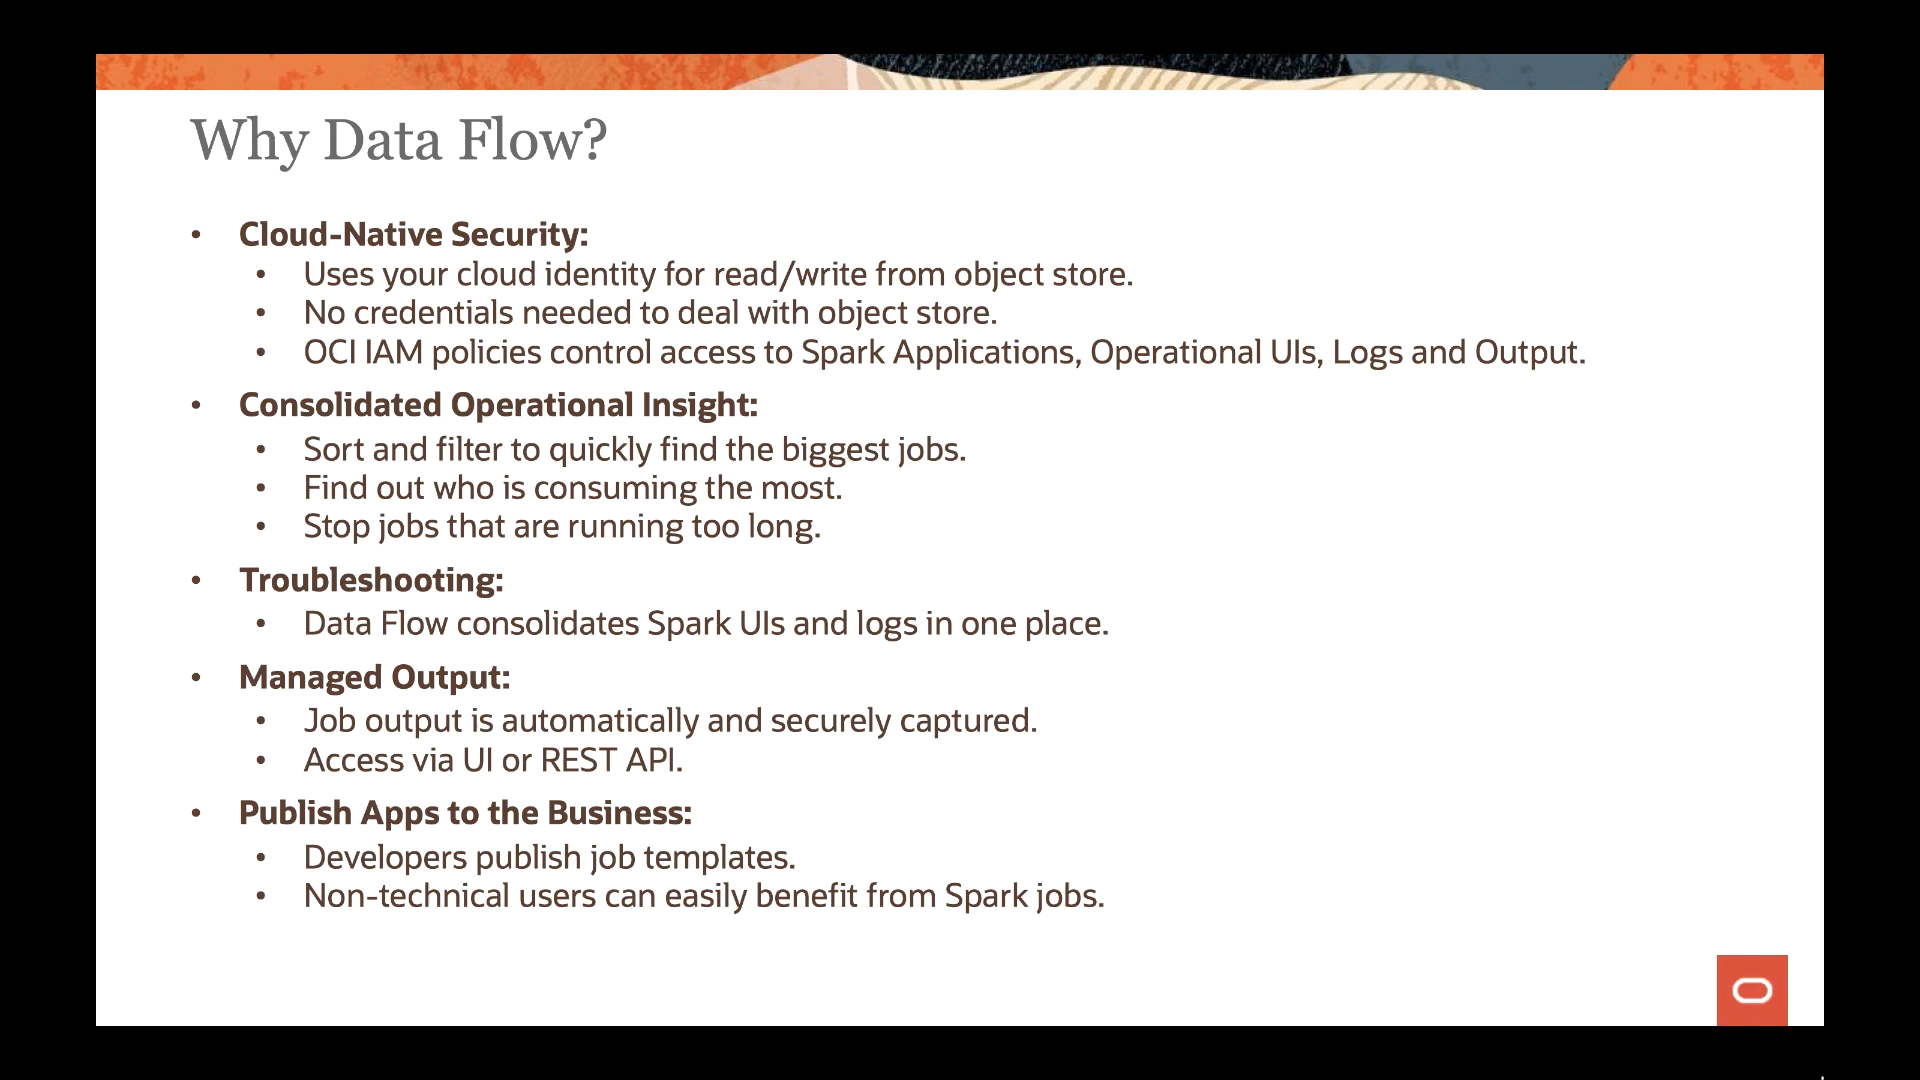 Why Data Flow?
• Cloud-Native Security:
• Uses your cloud identity for read/write from object store.
• No credentials needed to deal with object store.
• OCI IAM policies control access to Spark Applications, Operational UIs, Logs and Output.
• Consolidated Operational Insight:
• Sort and filter to quickly find the biggest jobs.
• Find out who is consuming the most.
• Stop jobs that are running too long.
• Troubleshooting:
• Data Flow consolidates Spark UIs and logs in one place.
• Managed Output:
• Job output is automatically and securely captured.
• Access via UI or REST API.
• Publish Apps to the Business:
• Developers publish job templates.
• Non-technical users can easily benefit from Spark jobs.